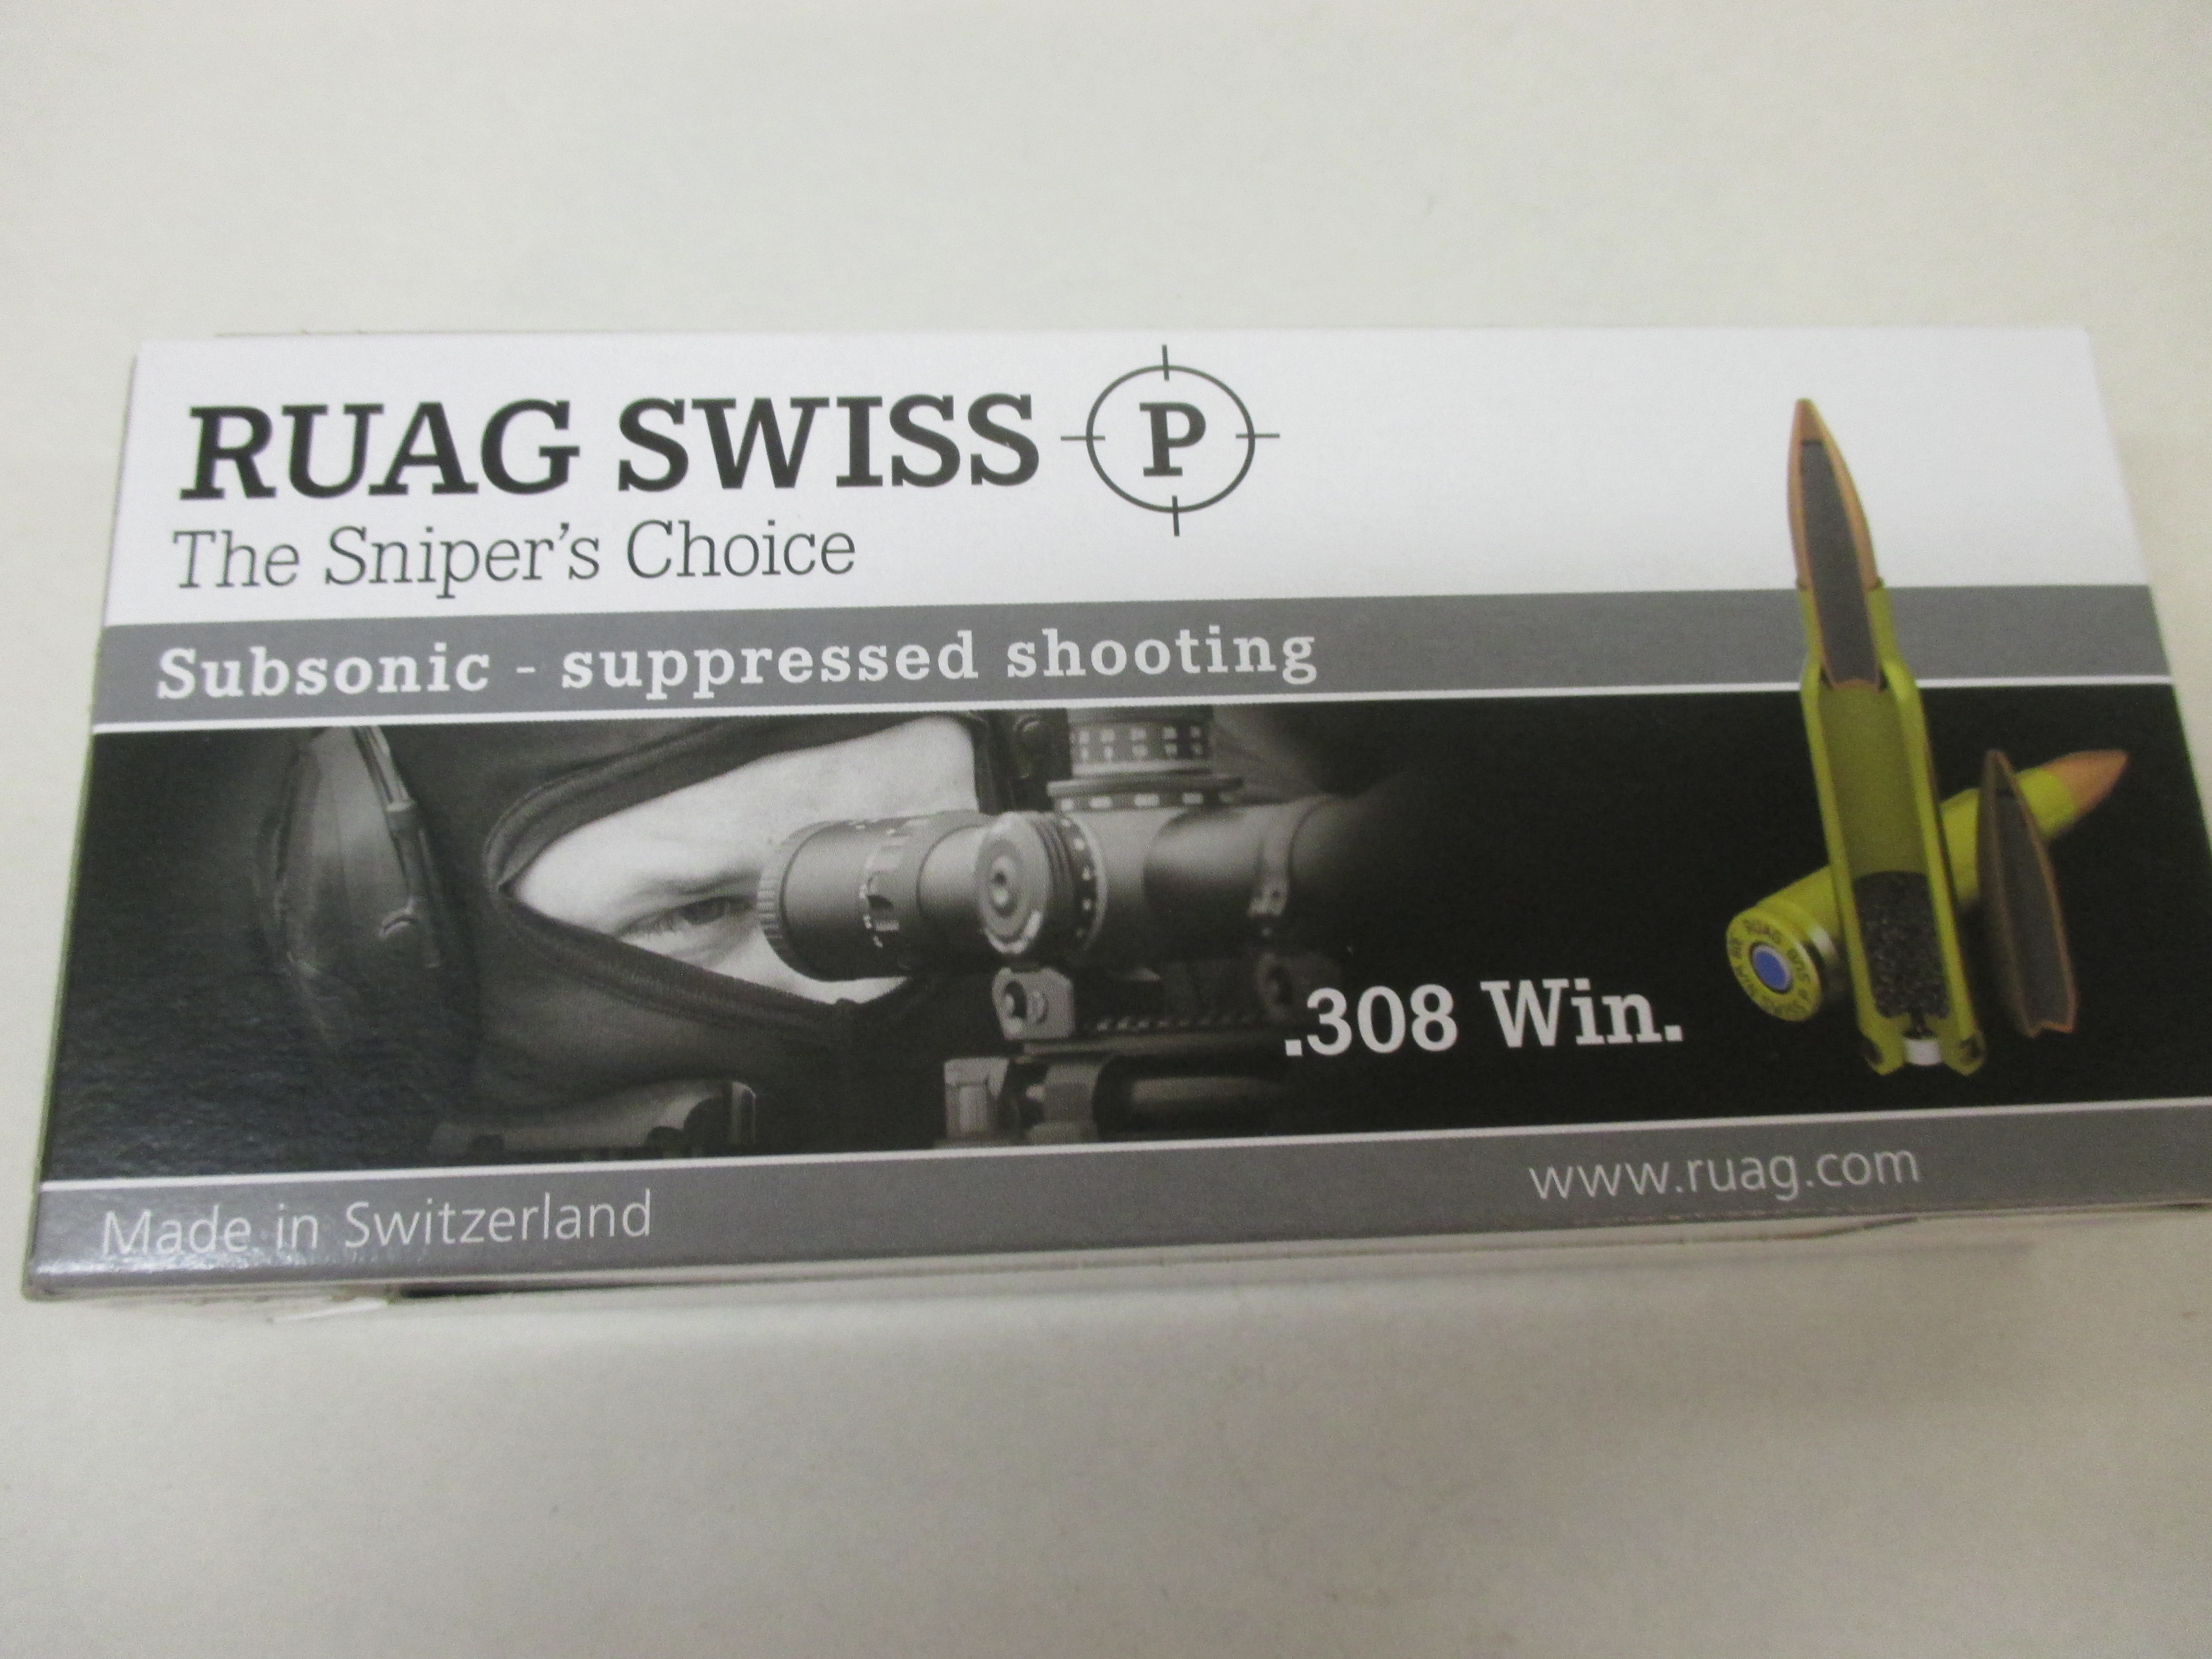 RUAG SWISS P
The Sniper's Choice
Subsonic - suppressed shooting
.308 Win.
www.ruag.com
Made in Switzerland